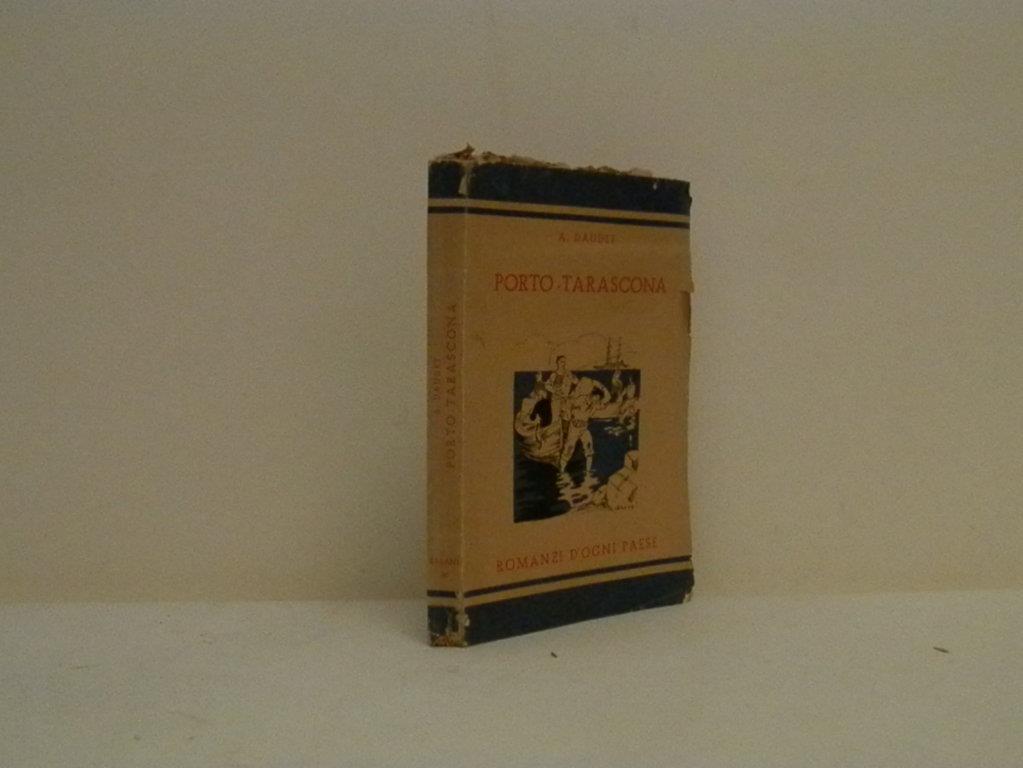 A. DAUDET
PORTO-TARASCONA
ROMANZI D'OGNI PAESE
A. DAUDET
PORTO-TARASCONA